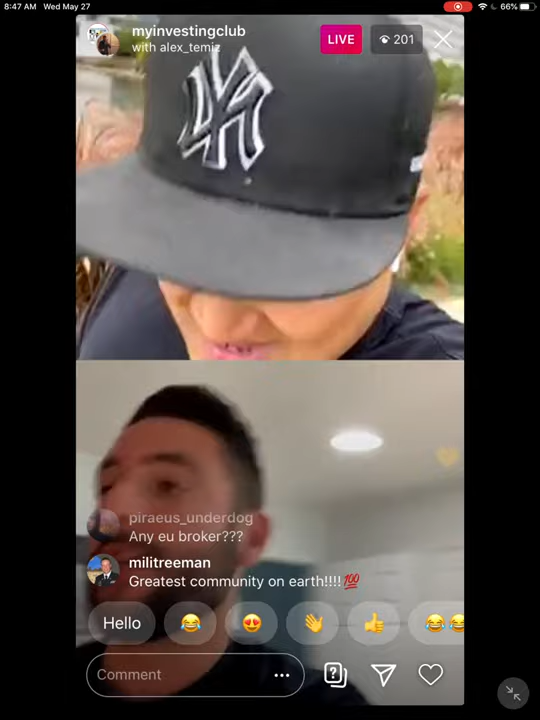 8:47 AM Wed May 27
66%
myinvestingclub
with alex_temiz
LIVE
201
NY
piraeus_underdog
Any eu broker???
militreeman
Greatest community on earth!!!!💯
Hello
Comment